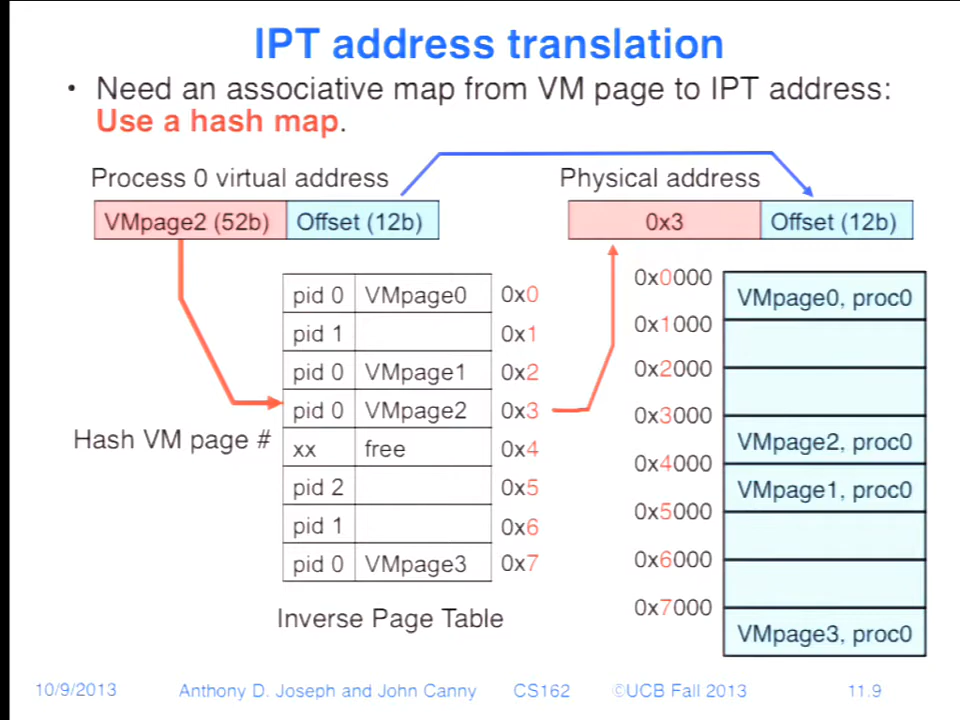 IPT address translation
• Need an associative map from VM page to IPT address:
Use a hash map.
Process 0 virtual address
VMpage2 (52b) Offset (12b)
Physical address
0x3 Offset (12b)
Hash VM page #
pid 0 VMpage0 0x0
pid 1 0x1
pid 0 VMpage1 0x2
pid 0 VMpage2 0x3
xx free 0x4
pid 2 0x5
pid 1 0x6
pid 0 VMpage3 0x7
Inverse Page Table
0x0000
VMpage0, proc0
0x1000
0x2000
0x3000
VMpage2, proc0
0x4000
VMpage1, proc0
0x5000
0x6000
0x7000
VMpage3, proc0
10/9/2013 Anthony D. Joseph and John Canny CS162 ©UCB Fall 2013 11.9